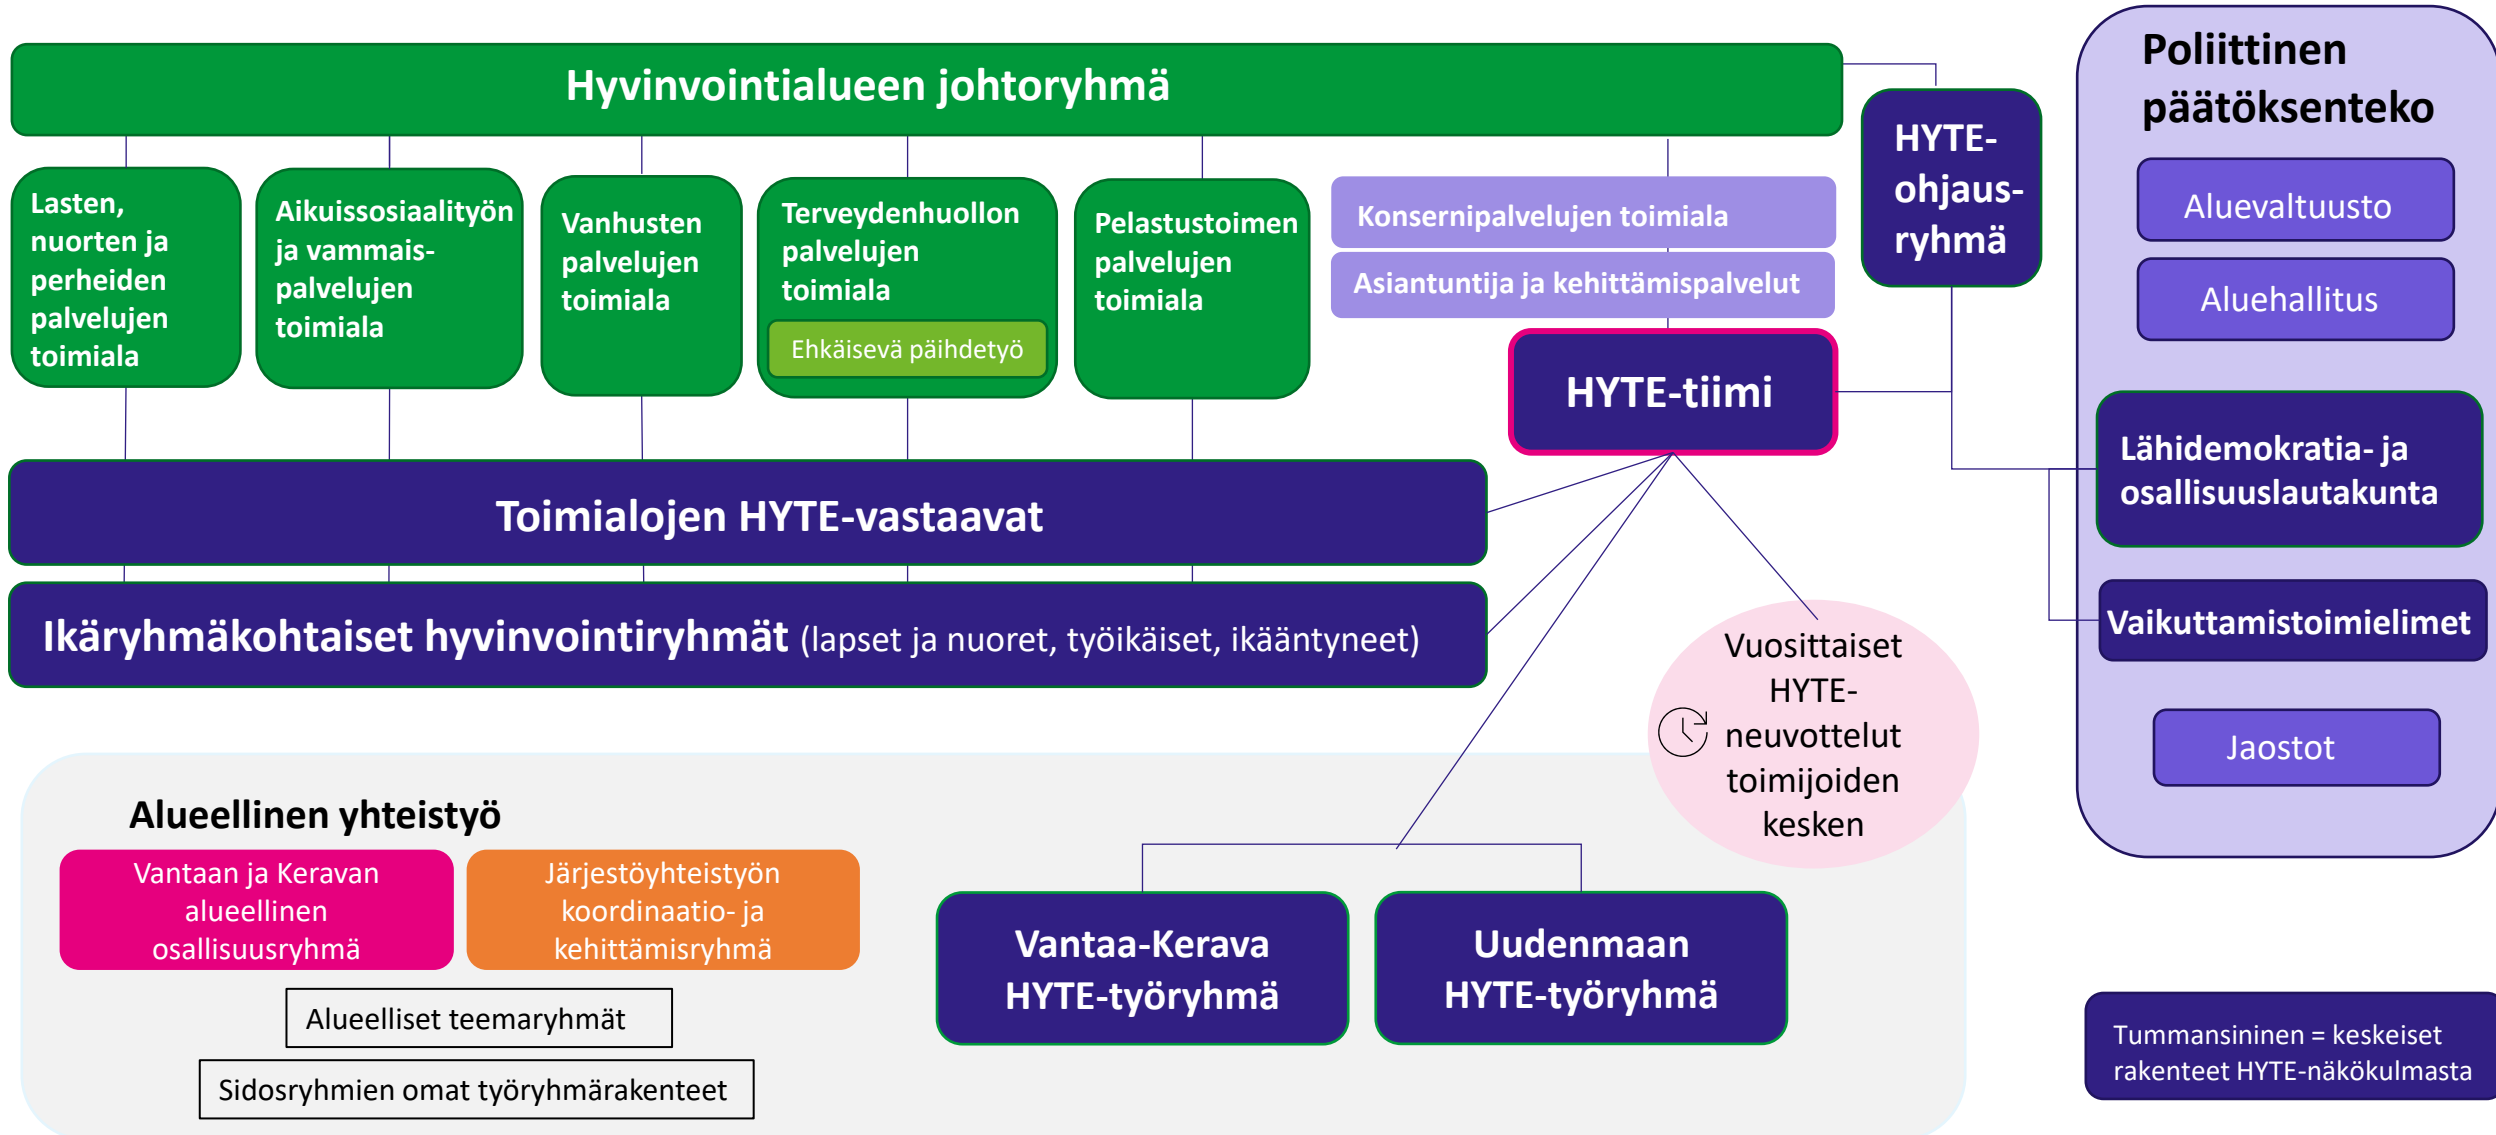 Hyvinvointialueen johtoryhmä
Lasten,
nuorten ja
perheiden
palvelujen
toimiala
Aikuissosiaalityön
ja vammais-
palvelujen
toimiala
Vanhusten
palvelujen
toimiala
Terveydenhuollon
palvelujen
toimiala
Ehkäisevä päihdetyö
Pelastustoimen
palvelujen
toimiala
Konsernipalvelujen toimiala
Asiantuntija ja kehittämispalvelut
HYTE-tiimi
HYTE-
ohjaus-
ryhmä
Toimialojen HYTE-vastaavat
Ikäryhmäkohtaiset hyvinvointiryhmät (lapset ja nuoret, työikäiset, ikääntyneet)
Vuosittaiset
HYTE-
neuvottelut
toimijoiden
kesken
Alueellinen yhteistyö
Vantaan ja Keravan
alueellinen
osallisuusryhmä
Järjestöyhteistyön
koordinaatio- ja
kehittämisryhmä
Alueelliset teemaryhmät
Sidosryhmien omat työryhmärakenteet
Vantaa-Kerava
HYTE-työryhmä
Uudenmaan
HYTE-työryhmä
Poliittinen
päätöksenteko
Aluevaltuusto
Aluehallitus
Lähidemokratia- ja
osallisuuslautakunta
Vaikuttamistoimielimet
Jaostot
Tummansininen = keskeiset
rakenteet HYTE-näkökulmasta